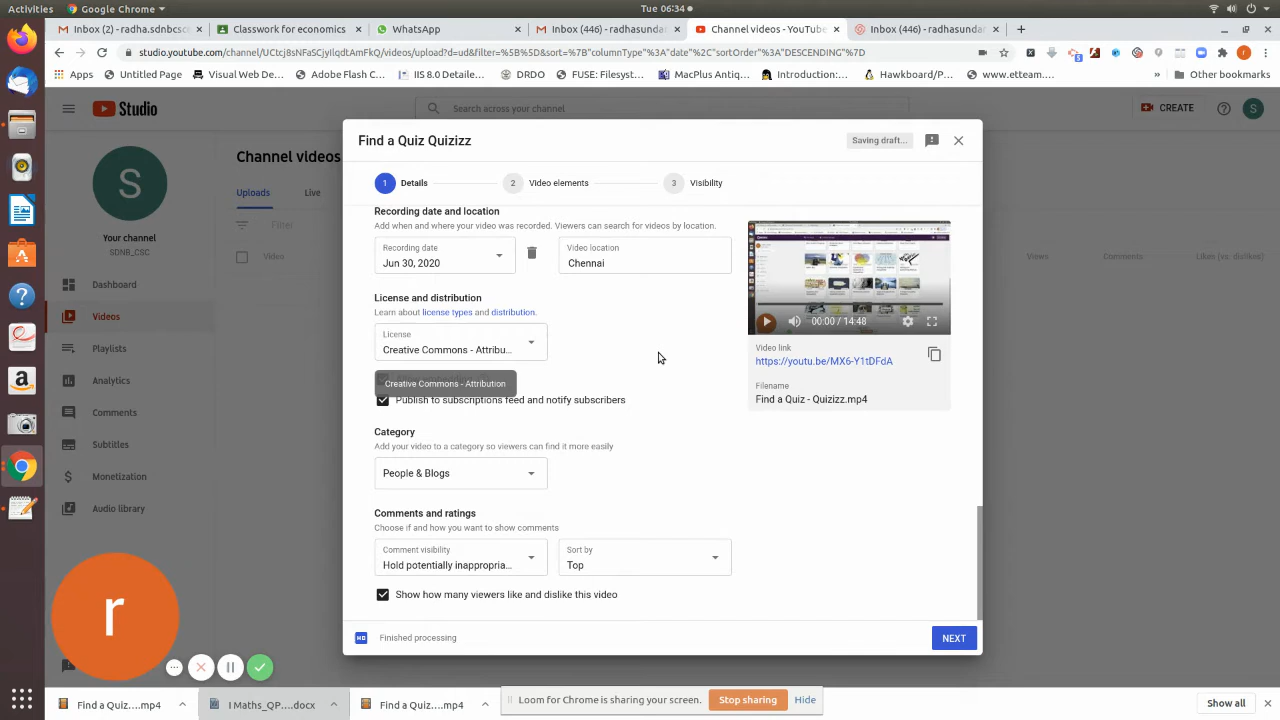 Activities Google Chrome Tue 06:34
Inbox (2) - radha.sdnbcsc Classwork for German WhatsApp Inbox (446) - radhasundar Channel videos - YouTube Inbox (446) - radhasundar
studio.youtube.com/channel/UCtcj8sNFaSCjyIlqdtAmFkQ/videos/upload?d=ud&filter=%5B%5D&sort=%7B"columnType"%3A"date"%2C"sortOrder"%3A"DESCENDING"%7D
Apps Untitled Page Visual Web De... Adobe Flash C... IIS 8.0 Detaile... DRDO FUSE: Filesyst... MacPlus Antiq... Introduction:... Hawkboard/P... www.etteam.... » Other bookmarks
Studio Search across your channel CREATE S
S
Your channel
SDNB_CSC
Dashboard
Videos
Playlists
Analytics
Comments
Subtitles
Monetization
Audio library
Channel videos
Uploads Live
Filter
Video Views Comments Likes (vs. dislikes)
Find a Quiz Quizizz Saving draft...
1 Details 2 Video elements 3 Visibility
Recording date and location
Add when and where your video was recorded. Viewers can search for videos by location.
Recording date Video location
Jun 30, 2020 Chennai
License and distribution
Learn about license types and distribution.
License
Creative Commons - Attribu...
Creative Commons - Attribution
Publish to subscriptions feed and notify subscribers
Category
Add your video to a category so viewers can find it more easily
People & Blogs
Comments and ratings
Choose if and how you want to show comments
Comment visibility Sort by
Hold potentially inappropria... Top
Show how many viewers like and dislike this video
00:00 / 14:48
Video link
https://youtu.be/MX6-Y1tDFdA
Filename
Find a Quiz - Quizizz.mp4
HD Finished processing NEXT
r
Find a Quiz....mp4 I Maths_QP....docx Find a Quiz....mp4 Loom for Chrome is sharing your screen. Stop sharing Hide Show all